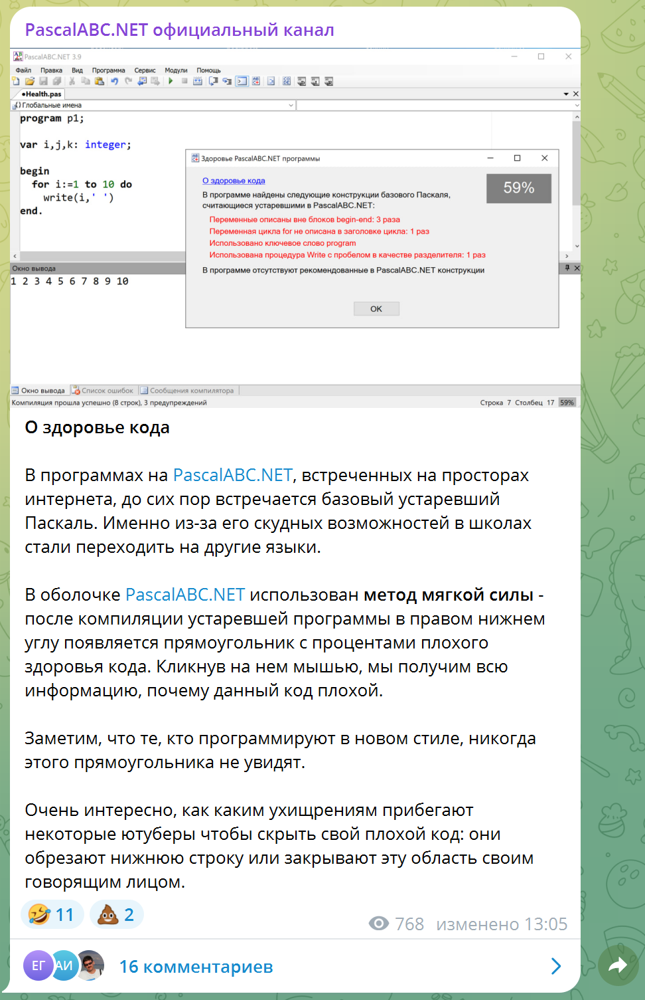 PascalABC.NET официальный канал
PascalABC.NET 3.9
Файл Правка Вид Программа Сервис Модули Помощь
•Health.pas
Глобальные имена
program p1;
var i,j,k: integer;
begin
for i:=1 to 10 do
write(i,' ')
end.
Здоровье PascalABC.NET программы
О здоровье кода
59%
В программе найдены следующие конструкции базового Паскаля,
считающиеся устаревшими в PascalABC.NET:
Переменные описаны вне блоков begin-end: 3 раза
Переменная цикла for не описана в заголовке цикла: 1 раз
Использовано ключевое слово program
Использована процедура Write с пробелом в качестве разделителя: 1 раз
В программе отсутствуют рекомендованные в PascalABC.NET конструкции
OK
Окно вывода
1 2 3 4 5 6 7 8 9 10
Окно вывода Список ошибок Сообщения компилятора
Компиляция прошла успешно (8 строк), 3 предупреждений Строка 7 Столбец 17 59%
О здоровье кода
В программах на PascalABC.NET, встреченных на просторах
интернета, до сих пор встречается базовый устаревший
Паскаль. Именно из-за его скудных возможностей в школах
стали переходить на другие языки.
В оболочке PascalABC.NET использован метод мягкой силы -
после компиляции устаревшей программы в правом нижнем
углу появляется прямоугольник с процентами плохого
здоровья кода. Кликнув на нем мышью, мы получим всю
информацию, почему данный код плохой.
Заметим, что те, кто программируют в новом стиле, никогда
этого прямоугольника не увидят.
Очень интересно, как каким ухищрениям прибегают
некоторые ютуберы чтобы скрыть свой плохой код: они
обрезают нижнюю строку или закрывают эту область своим
говорящим лицом.
🤣 11 💩 2
768 изменено 13:05
ЕГ АИ 16 комментариев